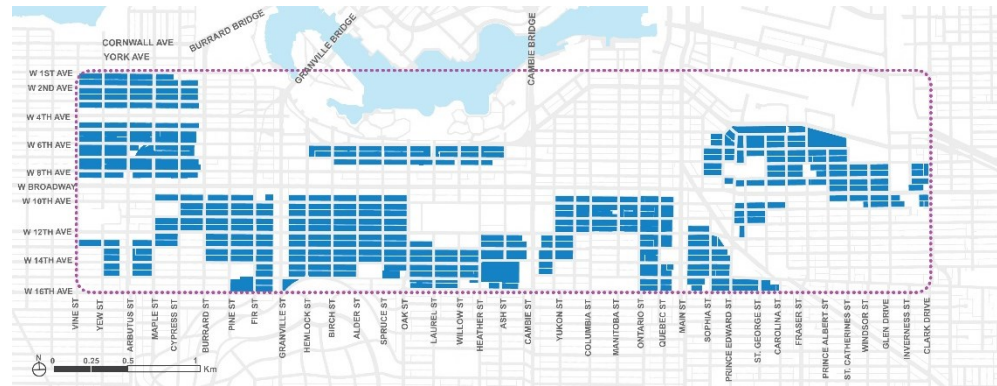 CORNWALL AVE
YORK AVE
BURRARD BRIDGE
GRANVILLE BRIDGE
CAMBIE BRIDGE
W 1ST AVE
W 2ND AVE
W 4TH AVE
W 6TH AVE
W 8TH AVE
W BROADWAY
W 10TH AVE
W 12TH AVE
W 14TH AVE
W 16TH AVE
VINE ST
YEW ST
ARBUTUS ST
MAPLE ST
CYPRESS ST
BURRARD ST
PINE ST
FIR ST
GRANVILLE ST
HEMLOCK ST
BIRCH ST
ALDER ST
SPRUCE ST
OAK ST
LAUREL ST
WILLOW ST
HEATHER ST
ASH ST
CAMBIE ST
YUKON ST
COLUMBIA ST
MANITOBA ST
ONTARIO ST
QUEBEC ST
MAIN ST
SOPHIA ST
PRINCE EDWARD ST
ST. GEORGE ST
CAROLINA ST
FRASER ST
PRINCE ALBERT ST
ST. CATHERINES ST
WINDSOR ST
GLEN DRIVE
INVERNESS ST
CLARK DRIVE
N
0 0.25 0.5 1
Km